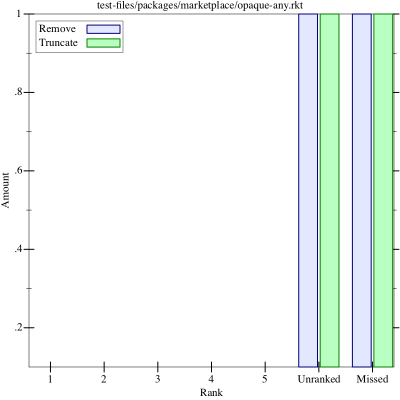 test-files/packages/marketplace/opaque-any.rkt
1
Remove
Truncate
.8
.6
.4
.2
Amount
1 2 3 4 5 Unranked Missed
Rank